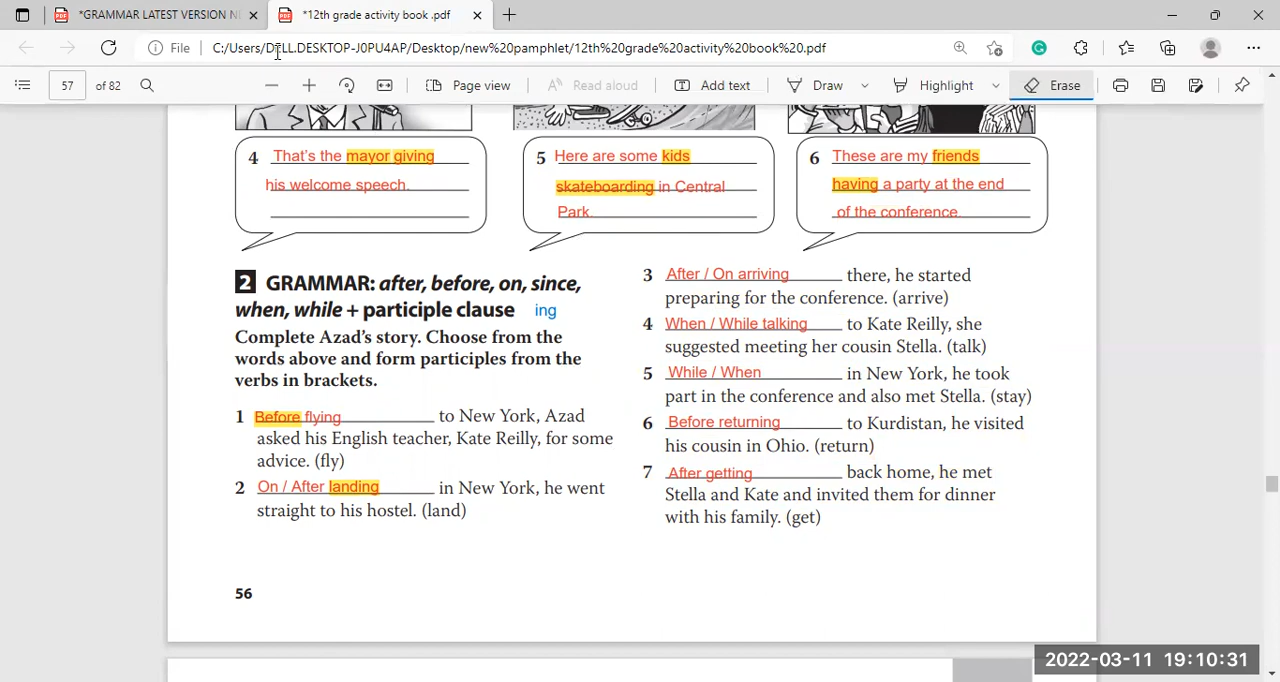 *GRAMMAR LATEST VERSION N
*12th grade activity book .pdf
File
C:/Users/DELL.DESKTOP-J0PU4AP/Desktop/new%20pamphlet/12th%20grade%20activity%20book%20.pdf
57
of 82
Page view
Read aloud
Add text
Draw
Highlight
Erase
4 That's the mayor giving
his welcome speech.
5 Here are some kids
skateboarding in Central
Park.
6 These are my friends
having a party at the end
of the conference.
2 GRAMMAR: after, before, on, since,
when, while + participle clause ing
Complete Azad's story. Choose from the
words above and form participles from the
verbs in brackets.
1 Before flying to New York, Azad
asked his English teacher, Kate Reilly, for some
advice. (fly)
2 On / After landing in New York, he went
straight to his hostel. (land)
3 After / On arriving there, he started
preparing for the conference. (arrive)
4 When / While talking to Kate Reilly, she
suggested meeting her cousin Stella. (talk)
5 While / When in New York, he took
part in the conference and also met Stella. (stay)
6 Before returning to Kurdistan, he visited
his cousin in Ohio. (return)
7 After getting back home, he met
Stella and Kate and invited them for dinner
with his family. (get)
56
2022-03-11 19:10:31